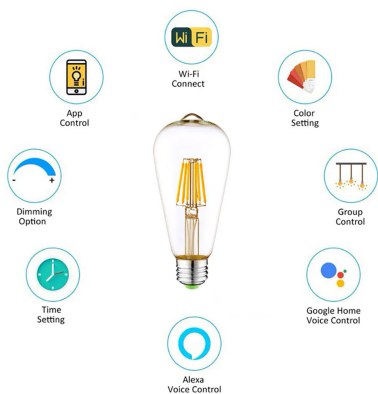 Wi Fi
Wi-Fi
Connect
App
Control
Color
Setting
- +
Dimming
Option
Group
Control
Time
Setting
Google Home
Voice Control
Alexa
Voice Control